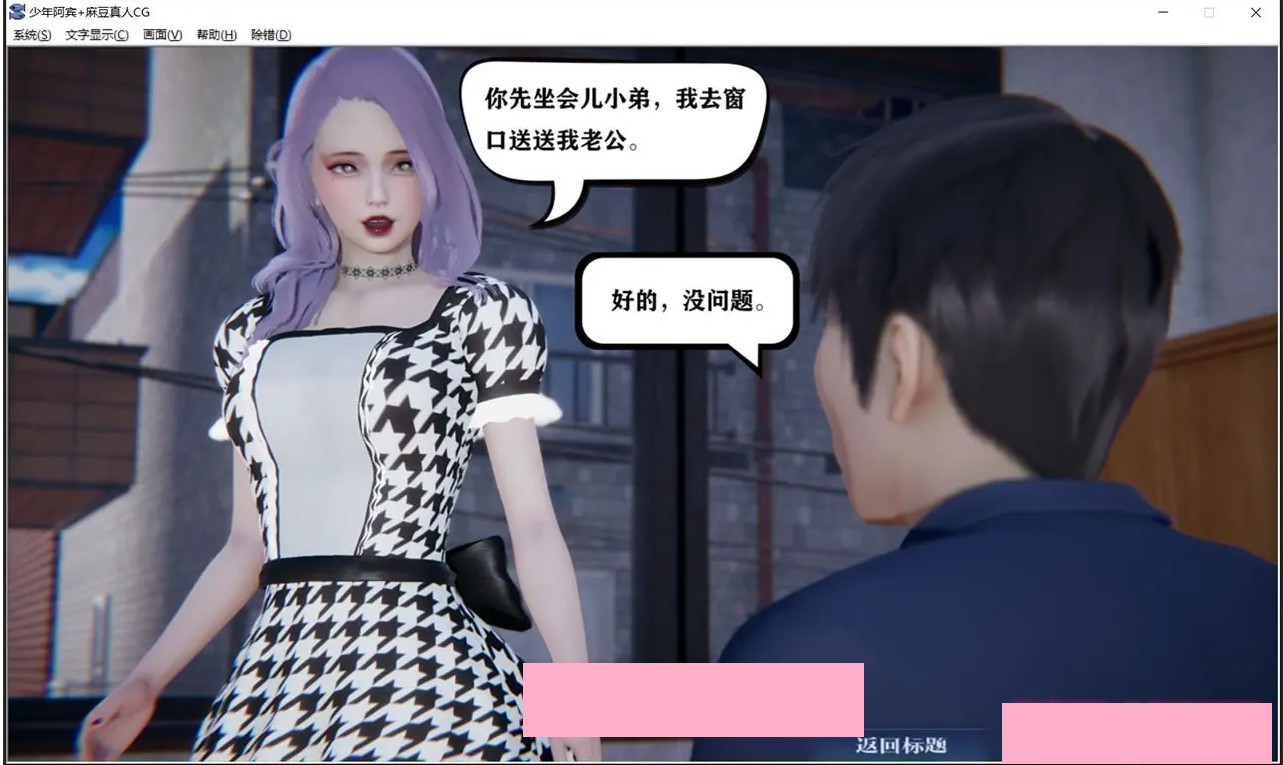 少年阿宾+麻豆真人CG
系统(S) 文字显示(C) 画面(V) 帮助(H) 除错(D)
你先坐会儿小弟，我去窗
口送送我老公。
好的，没问题。
返回标题